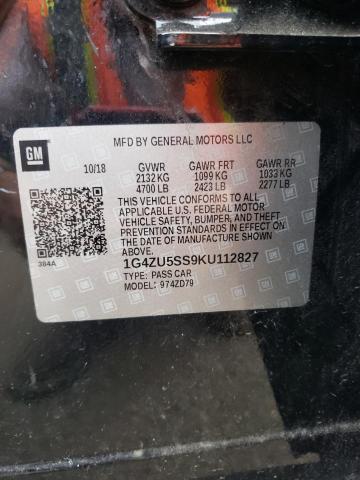 MFD BY GENERAL MOTORS LLC
GM
10/18 GVWR GAWR FRT GAWR RR
2132 KG 1099 KG 1033 KG
4700 LB 2423 LB 2277 LB
THIS VEHICLE CONFORMS TO ALL
APPLICABLE U.S. FEDERAL MOTOR
VEHICLE SAFETY, BUMPER, AND THEFT
PREVENTION STANDARDS IN EFFECT ON
THE DATE OF MANUFACTURE SHOWN
ABOVE.
384A
1G4ZU5SS9KU112827
TYPE: PASS CAR
MODEL: 974ZD79